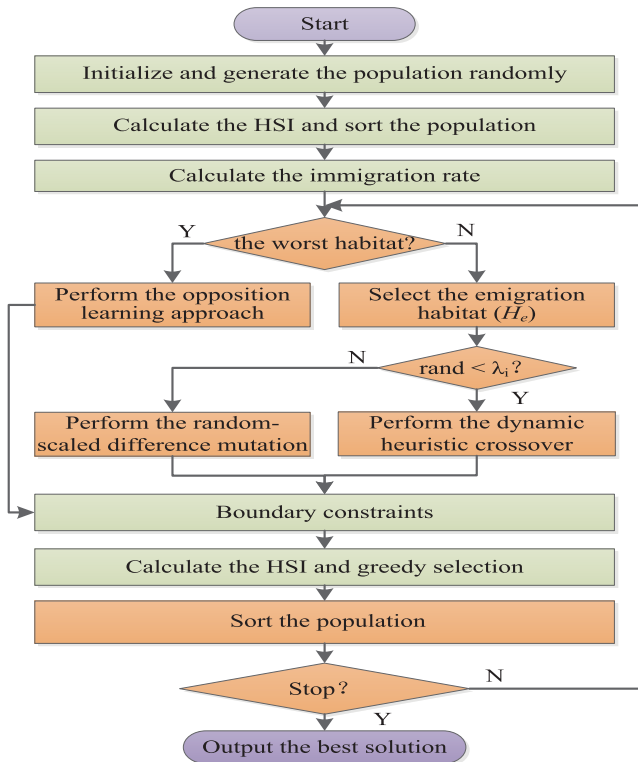 Start
Initialize and generate the population randomly
Calculate the HSI and sort the population
Calculate the immigration rate
the worst habitat?
Y
N
Perform the opposition
learning approach
Select the emigration
habitat (Hₑ)
rand < λᵢ?
N
Y
Perform the random-
scaled difference mutation
Perform the dynamic
heuristic crossover
Boundary constraints
Calculate the HSI and greedy selection
Sort the population
Stop?
N
Y
Output the best solution